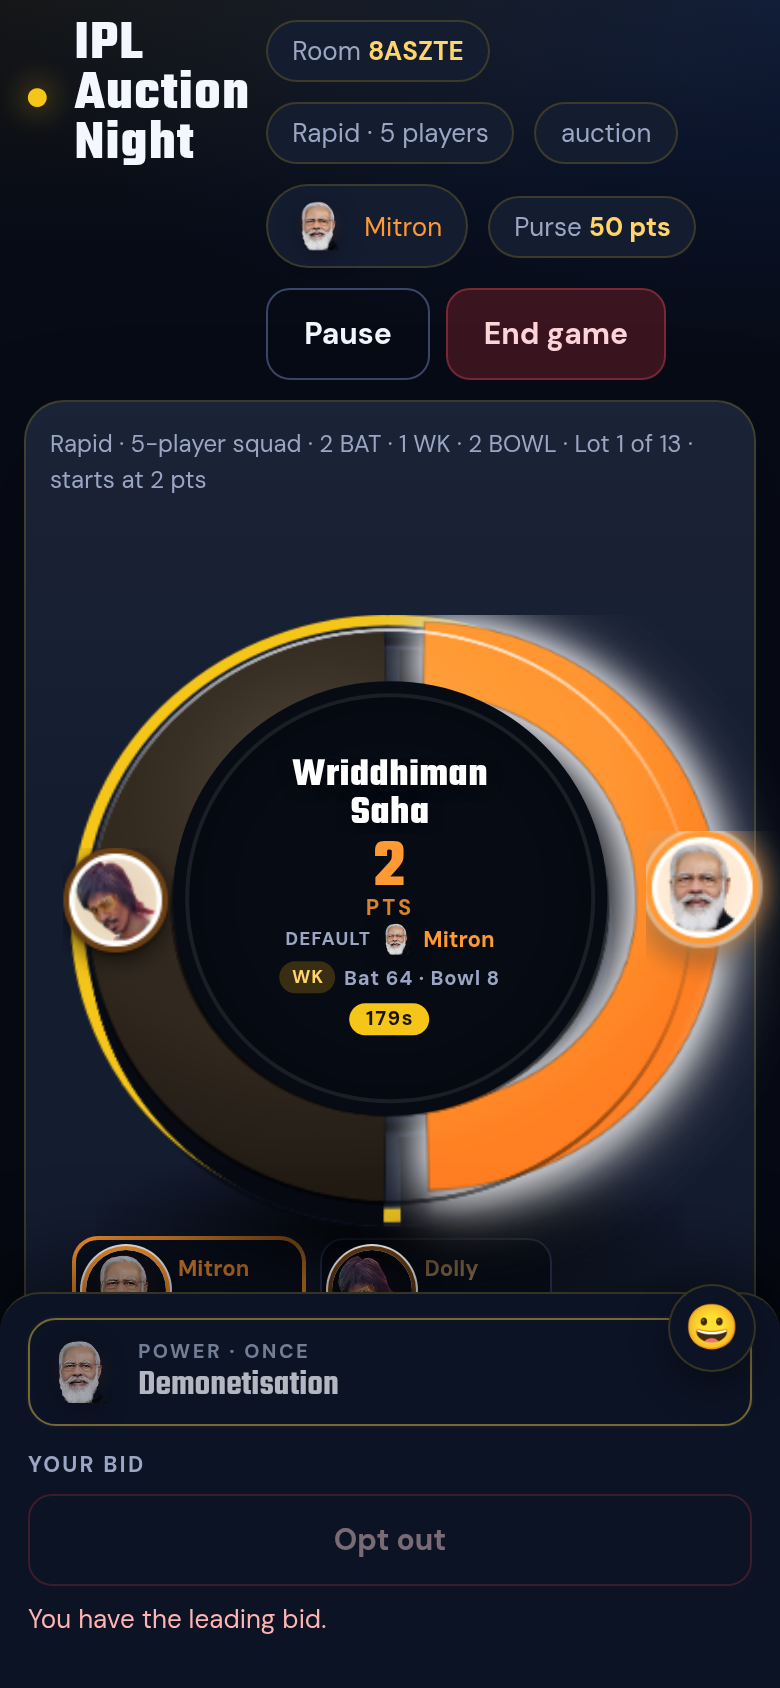 IPL
Auction
Night
Room 8ASZTE
Rapid · 5 players
auction
Mitron
Purse 50 pts
Pause
End game
Rapid · 5-player squad · 2 BAT · 1 WK · 2 BOWL · Lot 1 of 13 ·
starts at 2 pts
Wriddhiman
Saha
2
PTS
DEFAULT Mitron
WK Bat 64 · Bowl 8
179s
Mitron
Dolly
POWER · ONCE
Demonetisation
YOUR BID
Opt out
You have the leading bid.